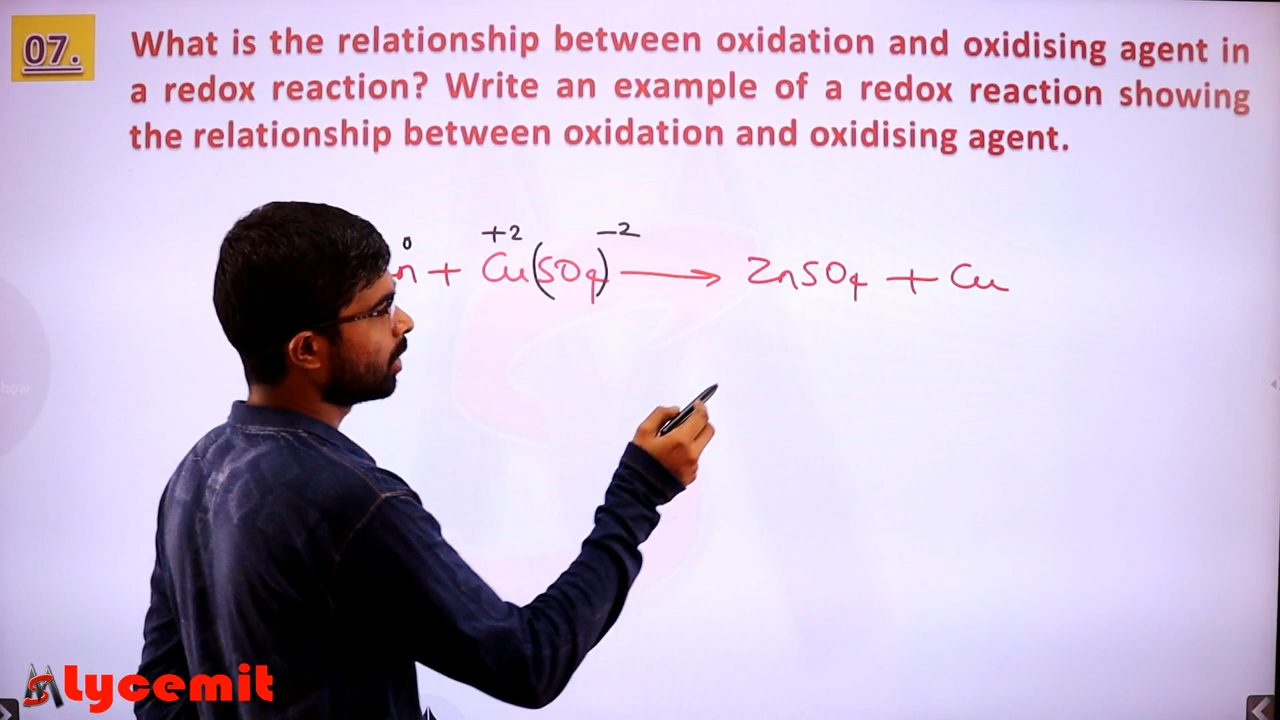 07. What is the relationship between oxidation and oxidising agent in
a redox reaction? Write an example of a redox reaction showing
the relationship between oxidation and oxidising agent.
0 +2 -2
n + Cu(SO4) → ZnSO4 + Cu
how
lycemit